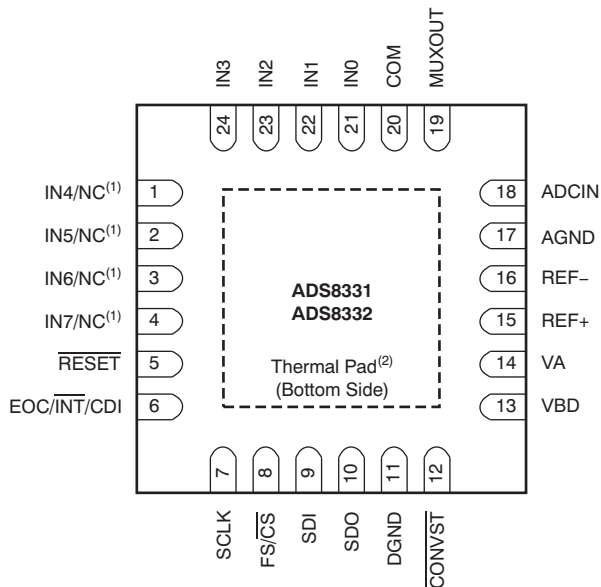 IN3
IN2
IN1
IN0
COM
MUXOUT
24
23
22
21
20
19
IN4/NC(1) 1
IN5/NC(1) 2
IN6/NC(1) 3
IN7/NC(1) 4
RESET 5
EOC/INT/CDI 6
18 ADCIN
17 AGND
16 REF−
15 REF+
14 VA
13 VBD
ADS8331
ADS8332
Thermal Pad(2)
(Bottom Side)
7
8
9
10
11
12
SCLK
FS/CS
SDI
SDO
DGND
CONVST